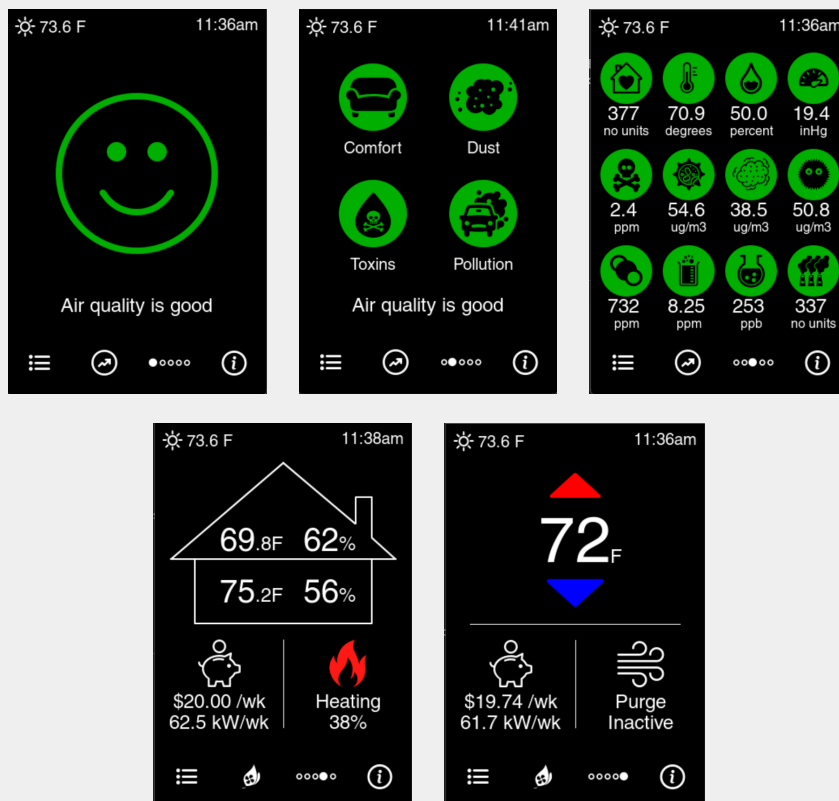 73.6 F 11:36am
Air quality is good
i
73.6 F 11:41am
Comfort Dust
Toxins Pollution
Air quality is good
i
73.6 F 11:36am
377 70.9 50.0 19.4
no units degrees percent inHg
2.4 54.6 38.5 50.8
ppm ug/m3 ug/m3 ug/m3
732 8.25 253 337
ppm ppm ppb no units
i
73.6 F 11:38am
69.8F 62%
75.2F 56%
$20.00 /wk Heating
62.5 kW/wk 38%
i
73.6 F 11:36am
72F
$19.74 /wk Purge
61.7 kW/wk Inactive
i